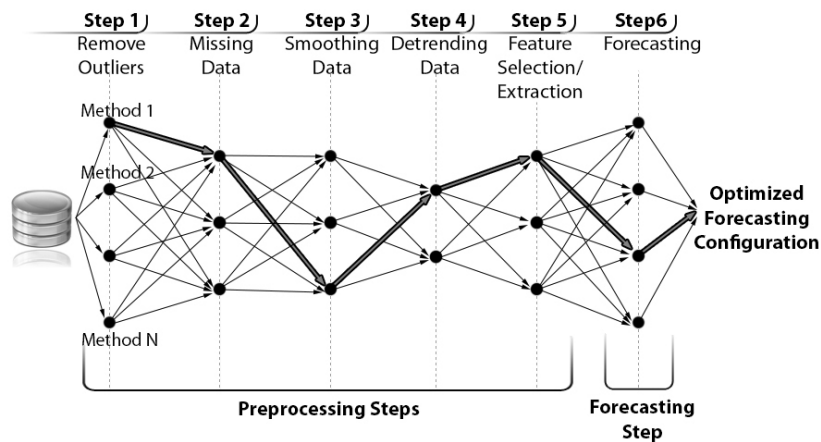 Step 1
Remove
Outliers
Step 2
Missing
Data
Step 3
Smoothing
Data
Step 4
Detrending
Data
Step 5
Feature
Selection/
Extraction
Step6
Forecasting
Method 1
Method 2
Method N
Optimized
Forecasting
Configuration
Preprocessing Steps
Forecasting
Step